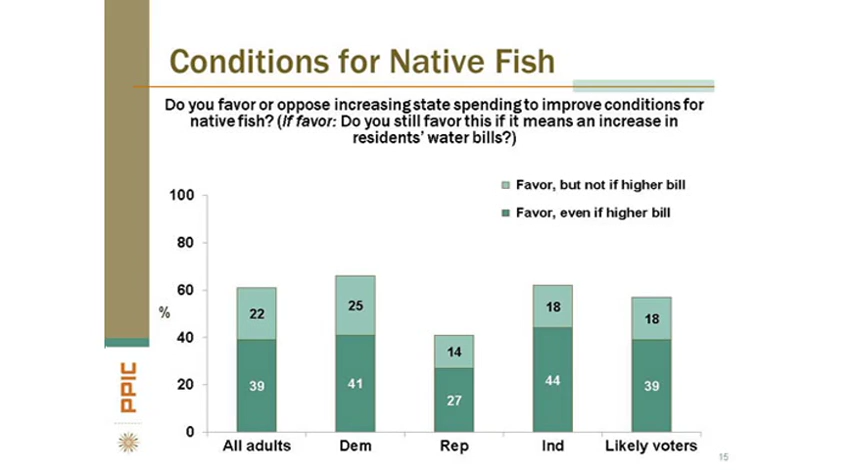 Conditions for Native Fish
Do you favor or oppose increasing state spending to improve conditions for
native fish? (If favor: Do you still favor this if it means an increase in
residents' water bills?)
Favor, but not if higher bill
Favor, even if higher bill
100
80
60
%
40
20
0
22
39
25
41
14
27
18
44
18
39
All adults
Dem
Rep
Ind
Likely voters
PPIC
15